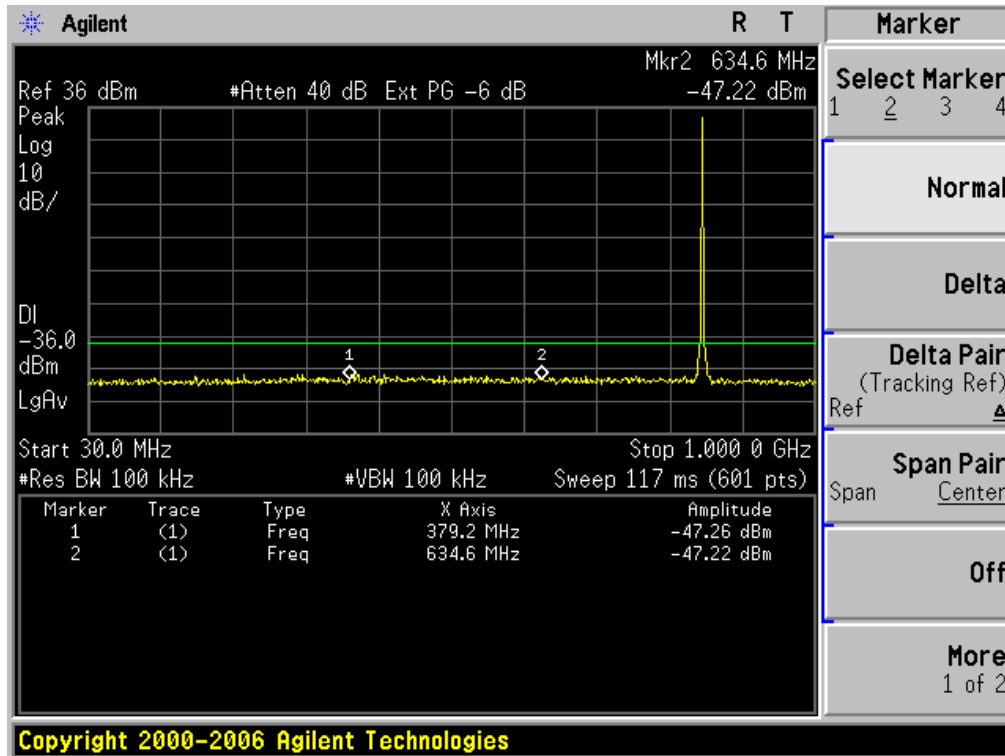 Agilent R T
Mkr2 634.6 MHz
Ref 36 dBm #Atten 40 dB Ext PG -6 dB -47.22 dBm
Peak
Log
10
dB/
DI
-36.0
dBm
LgAv
1 2
Start 30.0 MHz Stop 1.000 0 GHz
#Res BW 100 kHz #VBW 100 kHz Sweep 117 ms (601 pts)
Marker Trace Type X Axis Amplitude
1 (1) Freq 379.2 MHz -47.26 dBm
2 (1) Freq 634.6 MHz -47.22 dBm
Copyright 2000-2006 Agilent Technologies
Marker
Select Marker
1 2 3 4
Normal
Delta
Delta Pair
(Tracking Ref)
Ref Δ
Span Pair
Span Center
Off
More
1 of 2